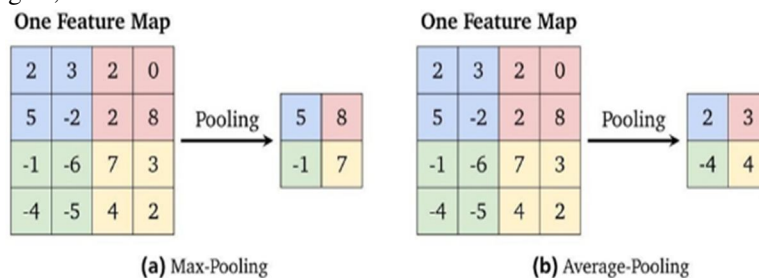 One Feature Map One Feature Map
2 3 2 0 2 3 2 0
5 -2 2 8 Pooling 5 8 5 -2 2 8 Pooling 2 3
-1 -6 7 3 -1 7 -1 -6 7 3 -4 4
-4 -5 4 2 -4 -5 4 2
(a) Max-Pooling (b) Average-Pooling